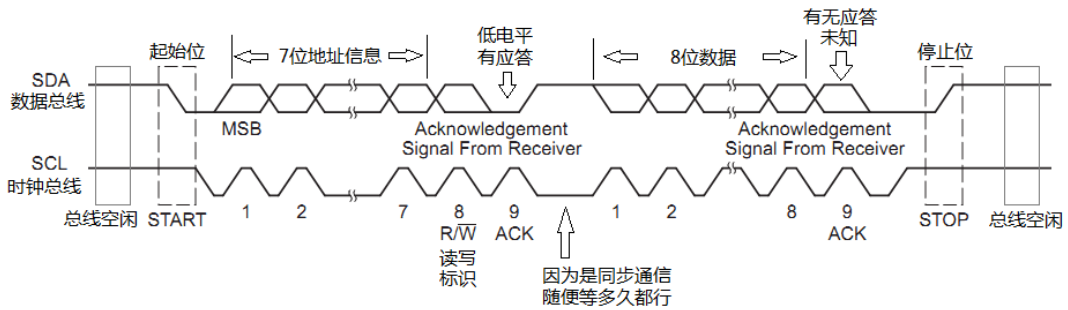 起始位
7位地址信息
低电平
有应答
8位数据
有无应答
未知
停止位
SDA
数据总线
MSB
Acknowledgement
Signal From Receiver
Acknowledgement
Signal From Receiver
SCL
时钟总线
总线空闲
START
1
2
7
8
9
R/W̅
ACK
读写
标识
1
2
8
9
ACK
STOP
总线空闲
因为是同步通信
随便等多久都行